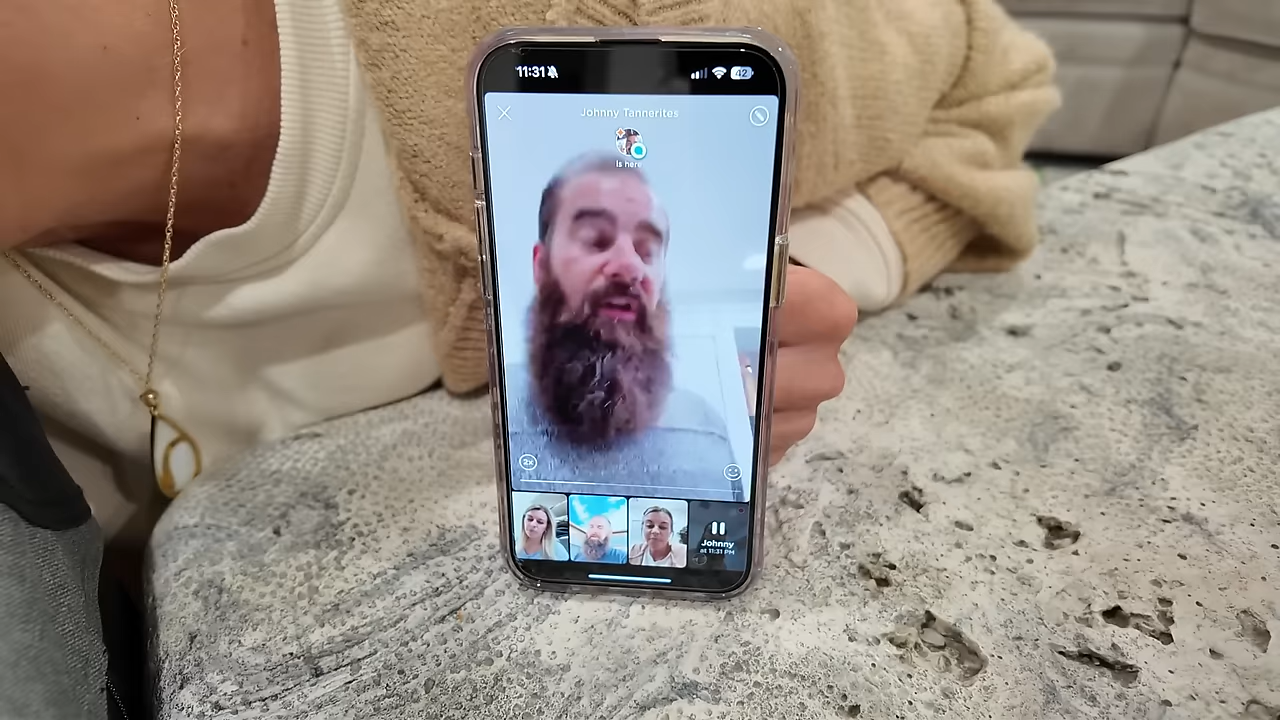 11:31
42
Johnny Tannerites
is here
2x
Johnny
at 11:31 PM